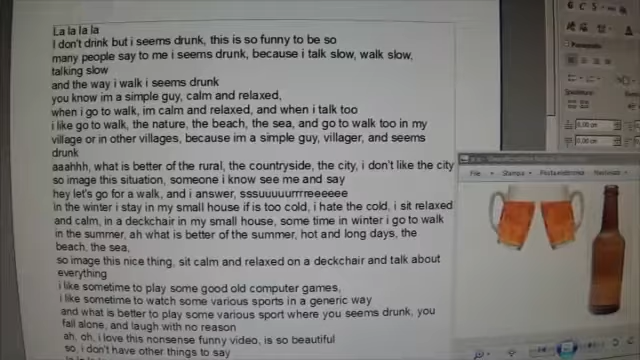 La la la la
I don't drink but i seems drunk, this is so funny to be so
many people say to me i seems drunk, because i talk slow, walk slow,
talking slow
and the way i walk i seems drunk
you know im a simple guy, calm and relaxed,
when i go to walk, im calm and relaxed, and when i talk too
i like go to walk, the nature, the beach, the sea, and go to walk too in my
village or in other villages, because im a simple guy, villager, and seems
drunk
aaahhh, what is better of the rural, the countryside, the city, i don't like the city
so image this situation, someone i know see me and say
hey let's go for a walk, and i answer, sssuuuurrrreeeeee
in the winter i stay in my small house if is too cold, i hate the cold, i sit relaxed
and calm, in a deckchair in my small house, some time in winter i go to walk
in the summer, ah what is better of the summer, hot and long days, the
beach, the sea,
so image this nice thing, sit calm and relaxed on a deckchair and talk about
everything
i like sometime to play some good old computer games,
i like sometime to watch some various sports in a generic way
and what is better to play some various sport where you seems drunk, you
fall alone, and laugh with no reason
ah, oh, i love this nonsense funny video, is so beautiful
so, i don't have other things to say
G C S
Paragrafo
0,00 cm
0,00 cm
File
Stampa